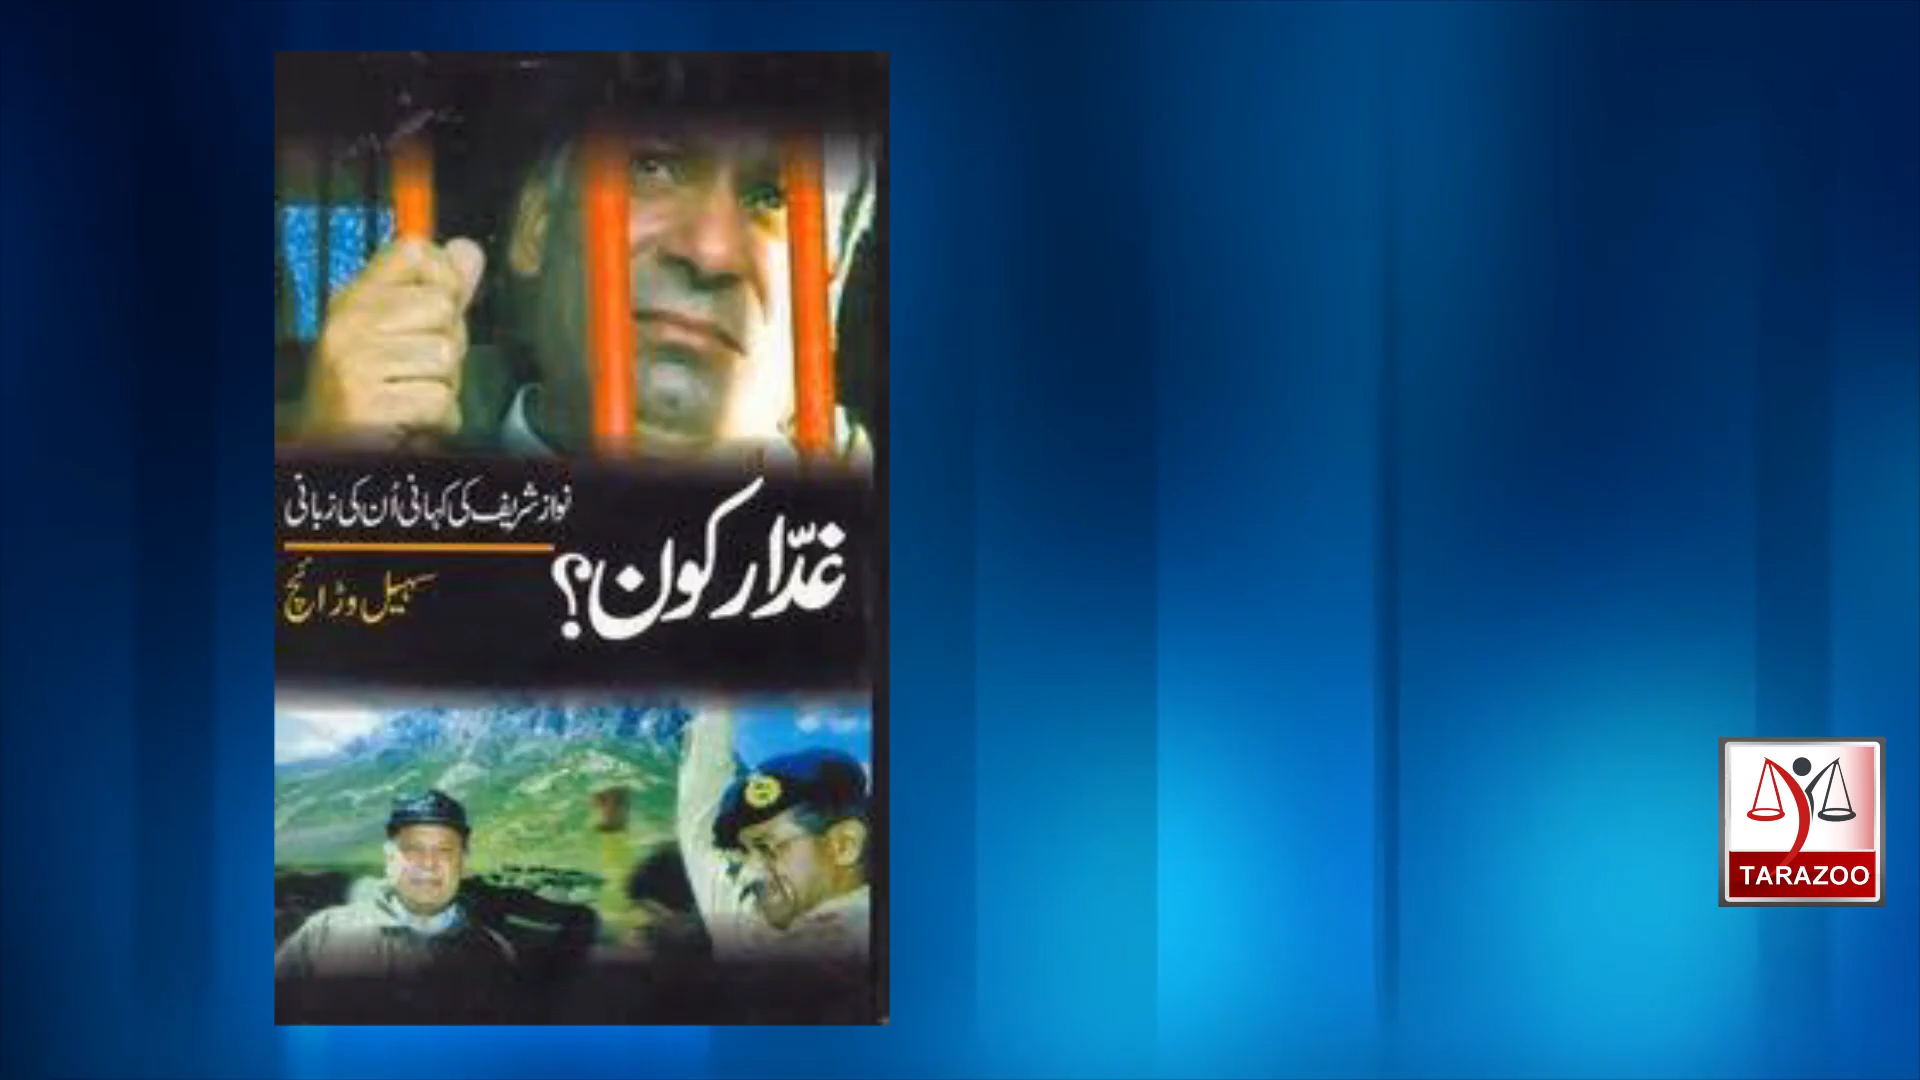 نواز شریف کی کہانی اُن کی زبانی
غدّار کون؟
سہیل وڑائچ
TARAZOO